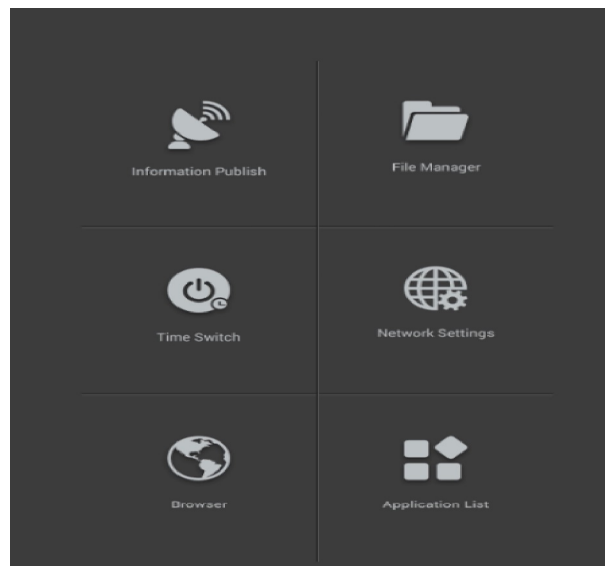 Information Publish
File Manager
Time Switch
Network Settings
Browser
Application List